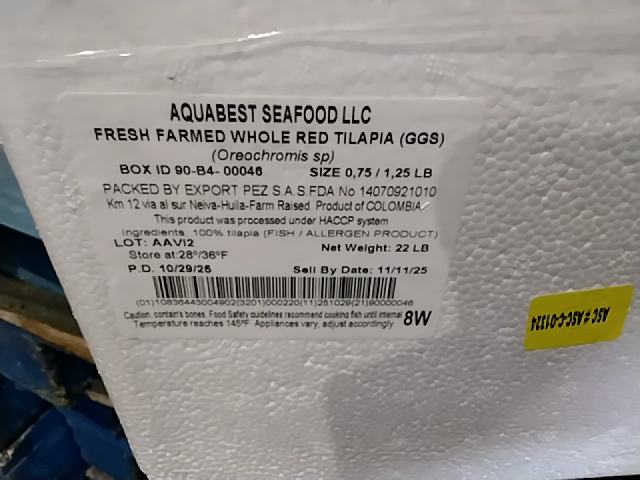 AQUABEST SEAFOOD LLC
FRESH FARMED WHOLE RED TILAPIA (GGS)
(Oreochromis sp)
BOX ID 90-B4- 00046 SIZE 0,75 / 1,25 LB
PACKED BY EXPORT PEZ S.A.S FDA No 14070921010
Km 12 via al sur Neiva-Huila-Farm Raised Product of COLOMBIA
This product was processed under HACCP system
Ingredients: 100% tilapia (FISH / ALLERGEN PRODUCT)
LOT: AAVI2 Net Weight: 22 LB
Store at:28º/36ºF
P.D. 10/29/25 Sell By Date: 11/11/25
(01)10836443004902(3201)000220(11)251029(21)90000046
Caution, contain's bones. Food Safety guidelines recommend cooking fish until internal
Temperature reaches 145ºF. Appliances vary, adjust accordingly 8W
ASC # ASC-C-01324